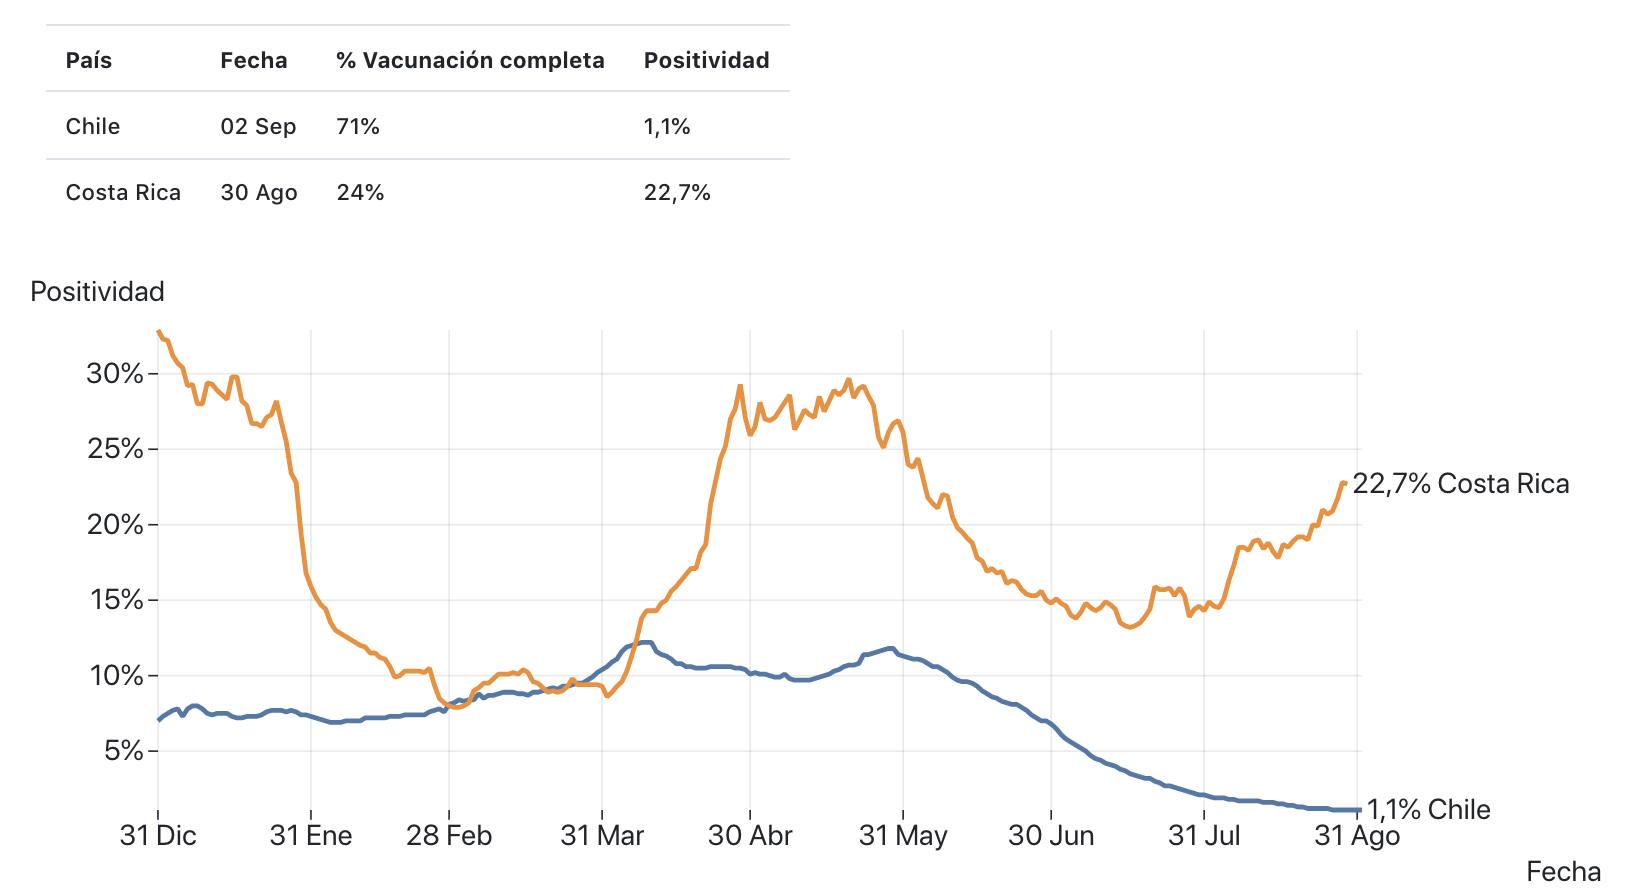 País Fecha % Vacunación completa Positividad
Chile 02 Sep 71% 1,1%
Costa Rica 30 Ago 24% 22,7%
Positividad
30%
25%
22,7% Costa Rica
20%
15%
10%
5%
1,1% Chile
31 Dic 31 Ene 28 Feb 31 Mar 30 Abr 31 May 30 Jun 31 Jul 31 Ago
Fecha